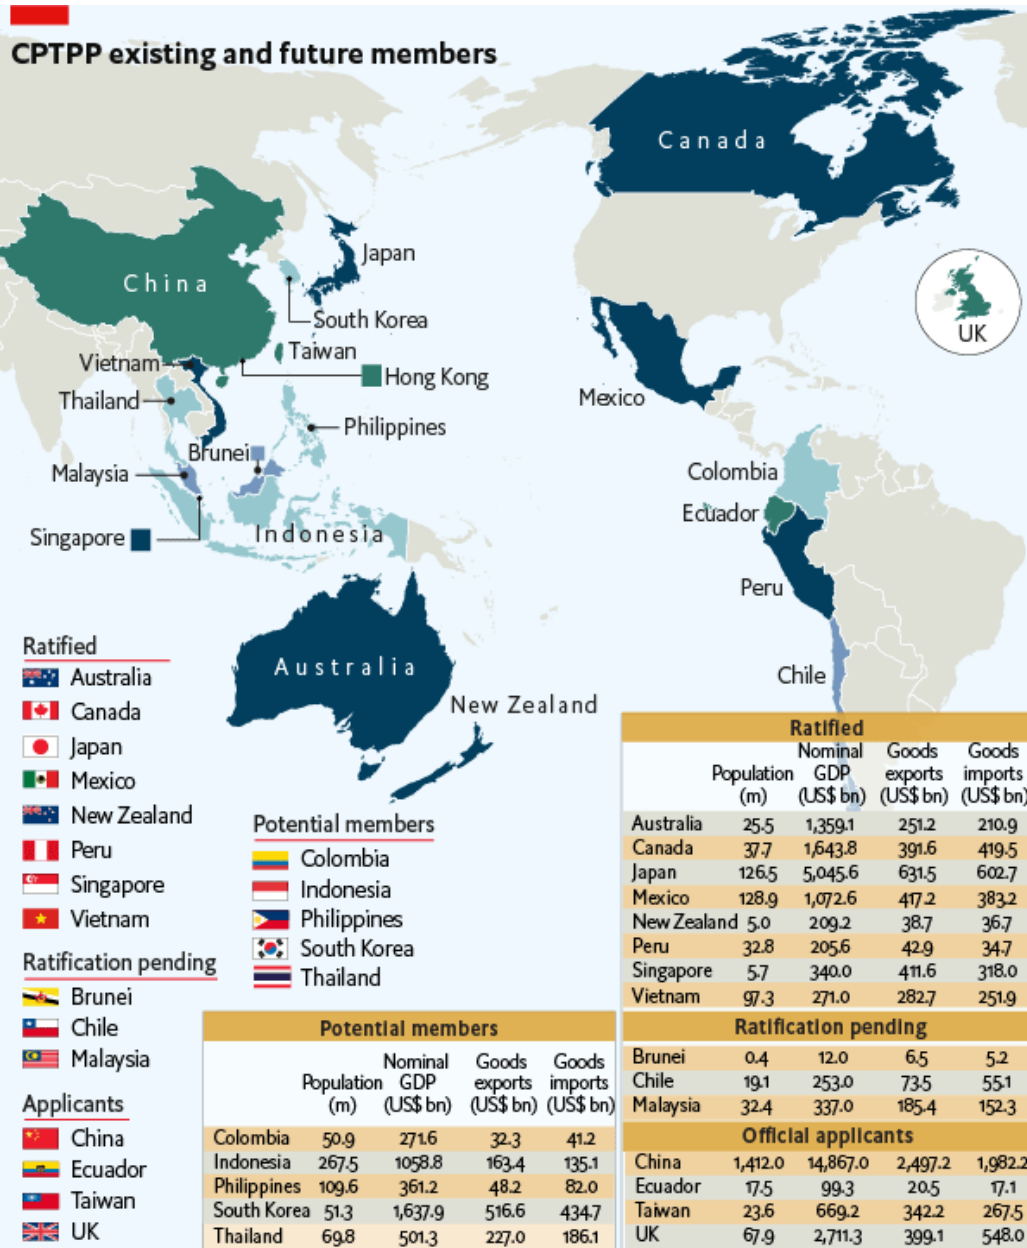 CPTPP existing and future members
Canada
Japan
China
South Korea
UK
Taiwan
Vietnam
Hong Kong
Thailand
Mexico
Philippines
Brunei
Malaysia
Colombia
Ecuador
Singapore
Indonesia
Peru
Australia
Chile
New Zealand
Ratified
Australia
Canada
Japan
Mexico
New Zealand
Peru
Singapore
Vietnam
Ratification pending
Brunei
Chile
Malaysia
Applicants
China
Ecuador
Taiwan
UK
Potential members
Colombia
Indonesia
Philippines
South Korea
Thailand
Potential members
Nominal Goods Goods
Population GDP exports imports
(m) (US$ bn) (US$ bn) (US$ bn)
Colombia 50.9 271.6 32.3 41.2
Indonesia 267.5 1058.8 163.4 135.1
Philippines 109.6 361.2 48.2 82.0
South Korea 51.3 1,637.9 516.6 434.7
Thailand 69.8 501.3 227.0 186.1
Ratified
Nominal Goods Goods
Population GDP exports imports
(m) (US$ bn) (US$ bn) (US$ bn)
Australia 25.5 1,359.1 251.2 210.9
Canada 37.7 1,643.8 391.6 419.5
Japan 126.5 5,045.6 631.5 602.7
Mexico 128.9 1,072.6 417.2 383.2
New Zealand 5.0 209.2 38.7 36.7
Peru 32.8 205.6 42.9 34.7
Singapore 5.7 340.0 411.6 318.0
Vietnam 97.3 271.0 282.7 251.9
Ratification pending
Brunei 0.4 12.0 6.5 5.2
Chile 19.1 253.0 73.5 55.1
Malaysia 32.4 337.0 185.4 152.3
Official applicants
China 1,412.0 14,867.0 2,497.2 1,982.2
Ecuador 17.5 99.3 20.5 17.1
Taiwan 23.6 669.2 342.2 267.5
UK 67.9 2,711.3 399.1 548.0